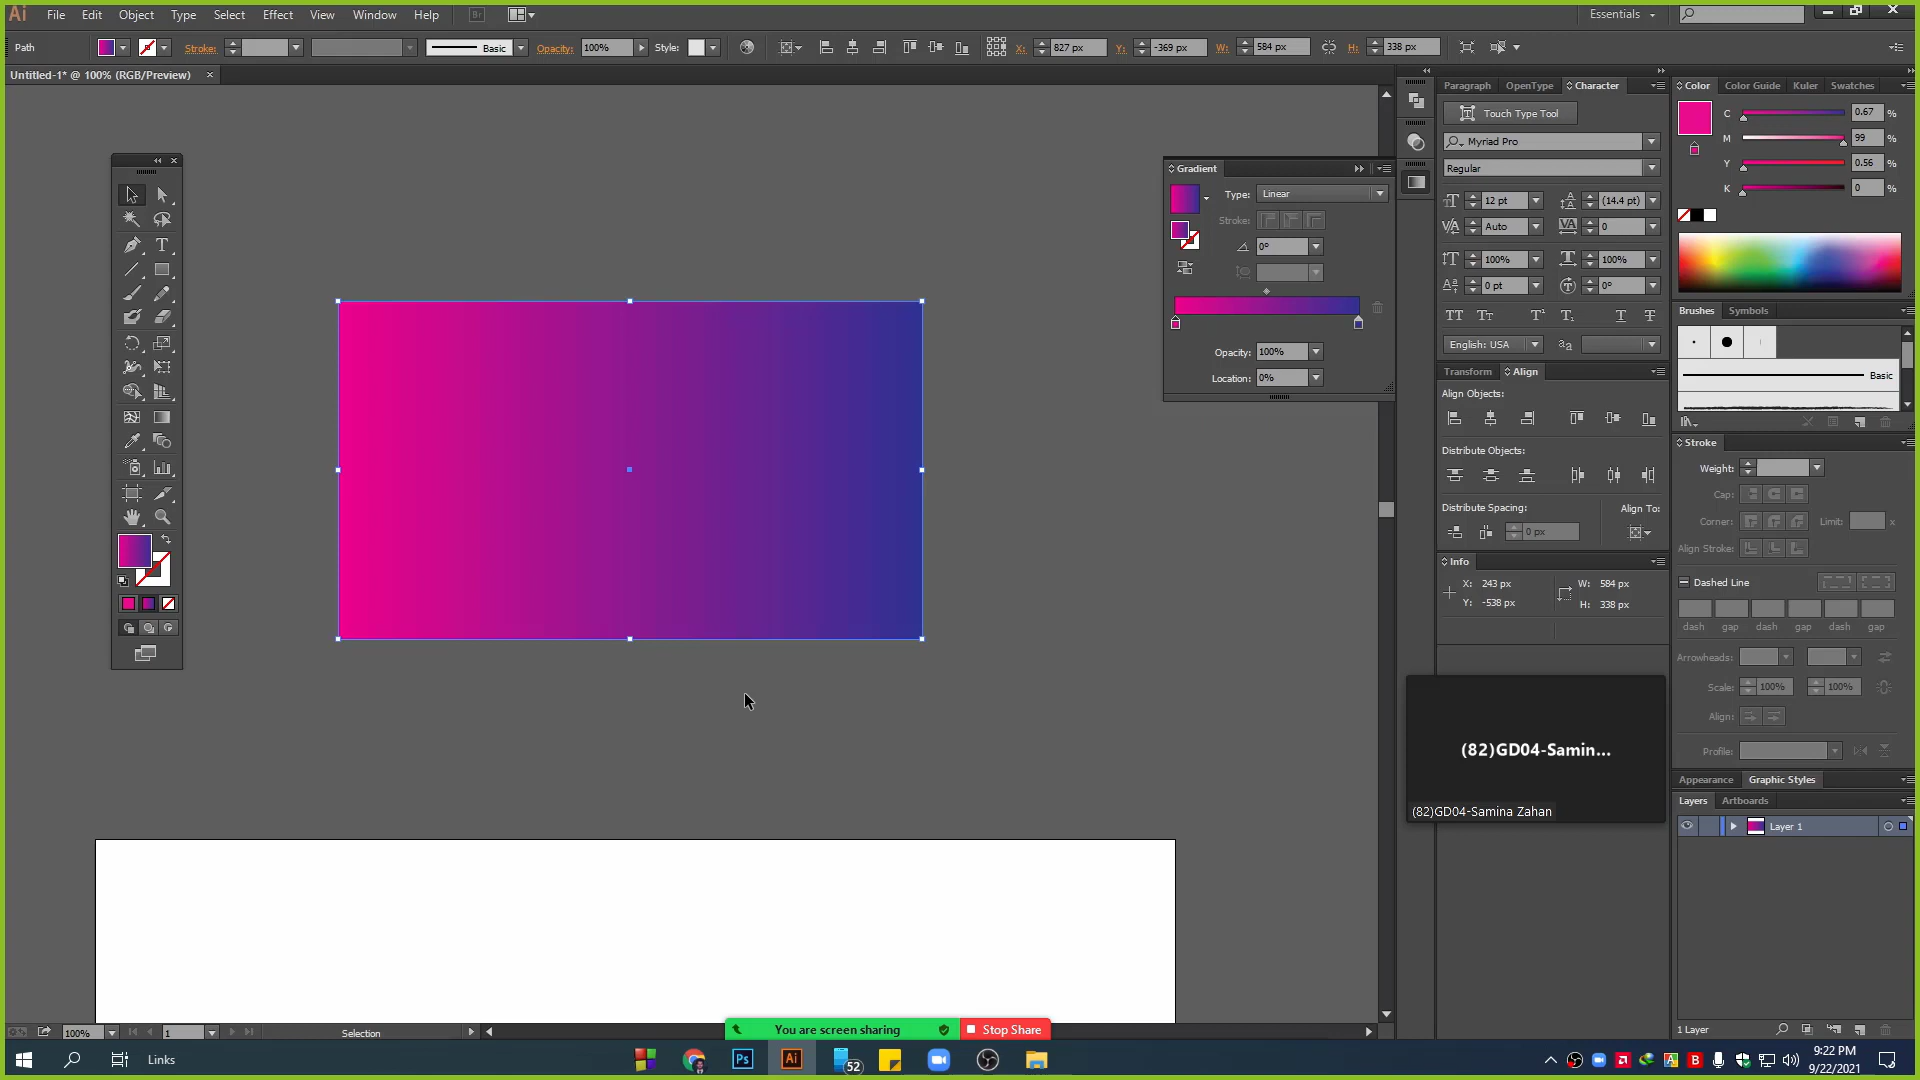 Ai File Edit Object Type Select Effect View Window Help Br Essentials
Path Stroke: Basic Opacity: 100% Style: X: 827 px Y: -369 px W: 584 px H: 338 px
Untitled-1* @ 100% (RGB/Preview)
Gradient
Type: Linear
Stroke:
0°
Opacity: 100%
Location: 0%
Paragraph OpenType Character
Touch Type Tool
Myriad Pro
Regular
12 pt (14.4 pt)
Auto 0
100% 100%
0 pt 0°
English: USA
Transform Align
Align Objects:
Distribute Objects:
Distribute Spacing: Align To:
0 px
Info
X: 243 px W: 584 px
Y: -538 px H: 338 px
(82)GD04-Samin...
(82)GD04-Samina Zahan
Color Color Guide Kuler Swatches
C 0.67 %
M 99 %
Y 0.56 %
K 0 %
Brushes Symbols
Basic
Stroke
Weight:
Cap:
Corner: Limit: x
Align Stroke:
Dashed Line
dash gap dash gap dash gap
Arrowheads:
Scale: 100% 100%
Align:
Profile:
Appearance Graphic Styles
Layers Artboards
Layer 1
1 Layer
100% 1 Selection
You are screen sharing Stop Share
Links Ps Ai 52
9:22 PM
9/22/2021